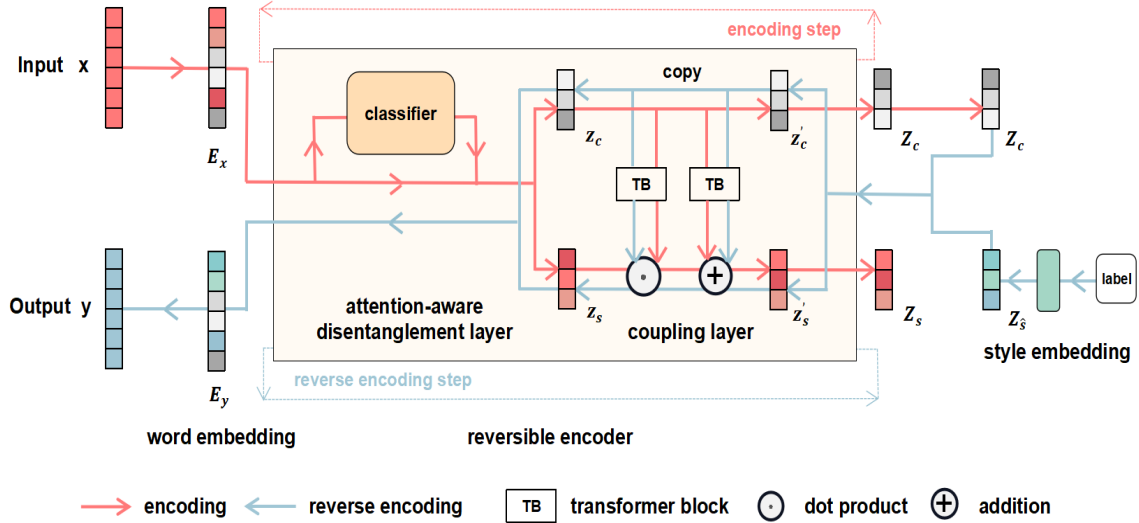 encoding step
Input x
E_x
classifier
copy
z_c
z_c'
Z_c
Z_c
TB
TB
Output y
E_y
attention-aware
disentanglement layer
z_s
·
+
coupling layer
z_s'
Z_s
Z_ŝ
label
style embedding
reverse encoding step
word embedding
reversible encoder
encoding
reverse encoding
TB
transformer block
·
dot product
+
addition